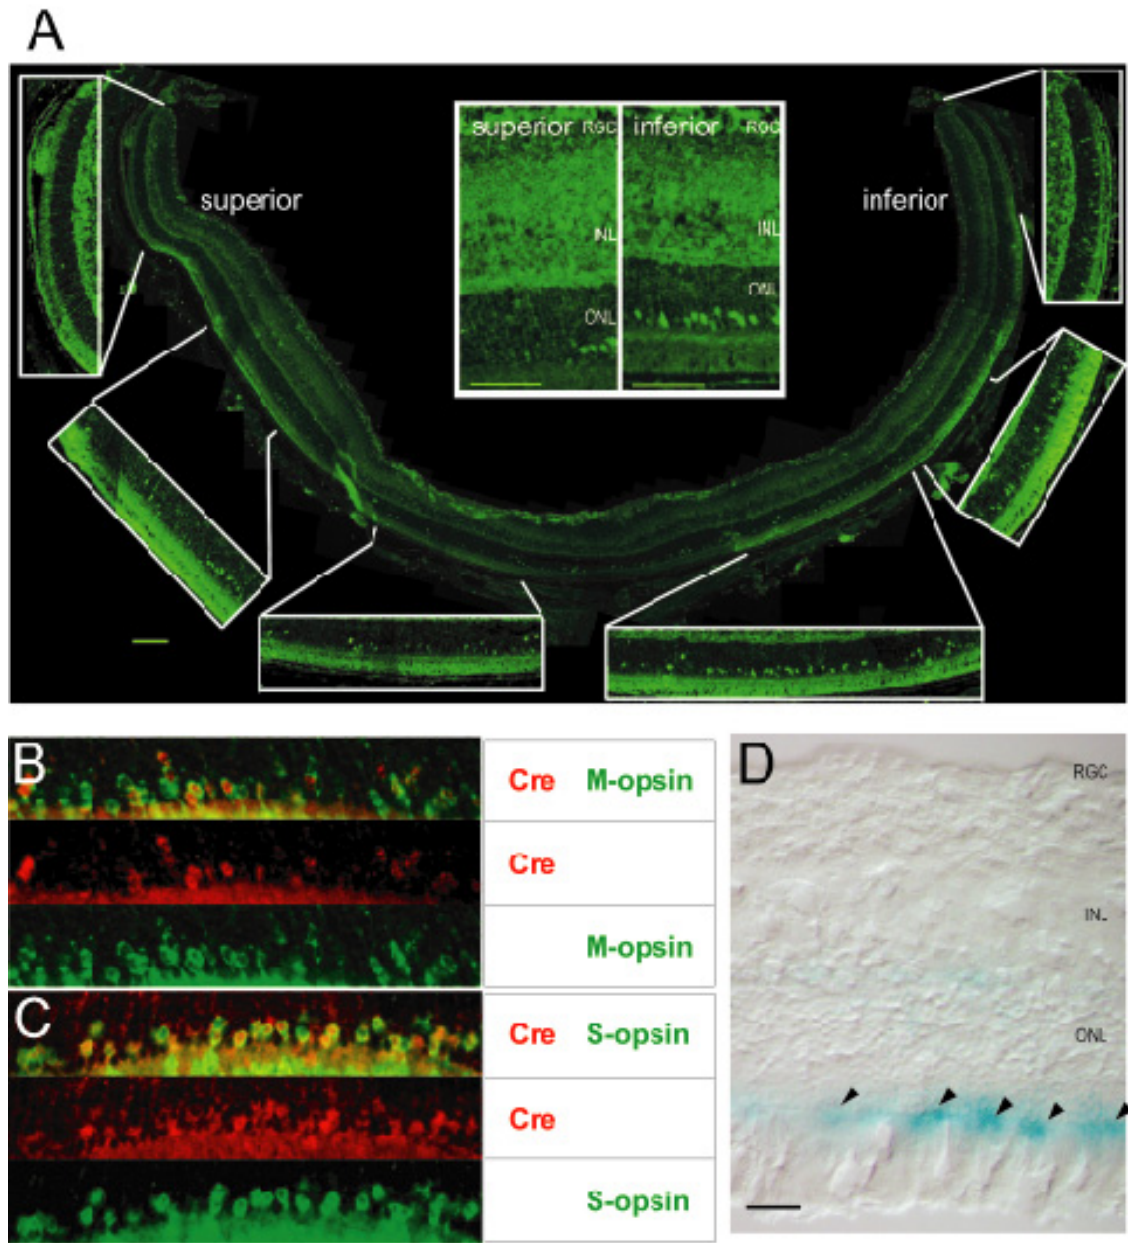 A
superior RGC inferior RGC
superior inferior
INL INL
ONL
ONL
B
Cre M-opsin
Cre
M-opsin
C
Cre S-opsin
Cre
S-opsin
D
RGC
INL
ONL